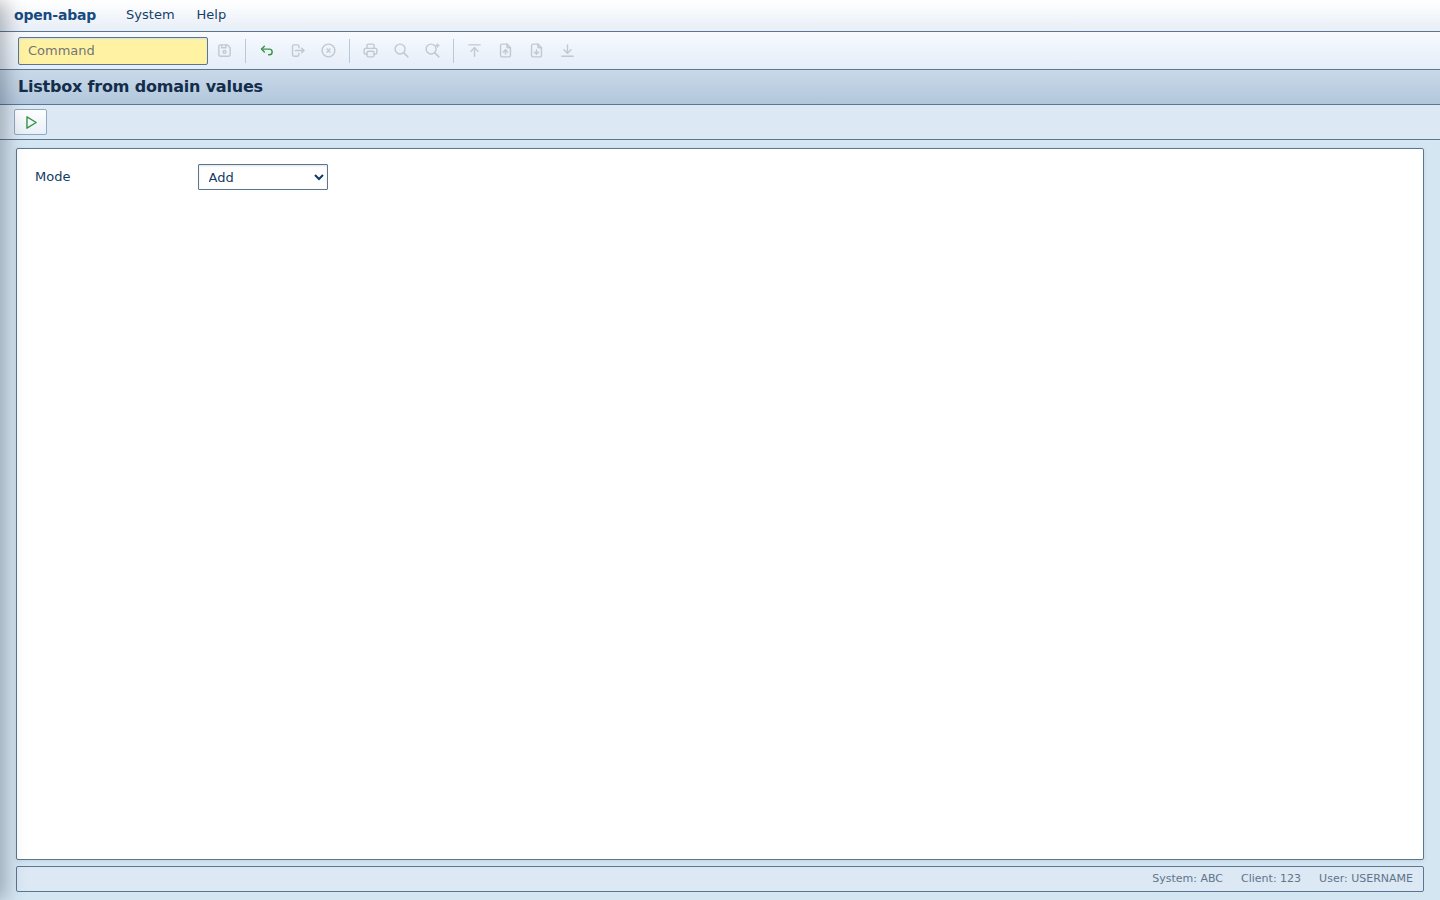 open-abap System Help
Command
Listbox from domain values
Mode Add
System: ABC Client: 123 User: USERNAME